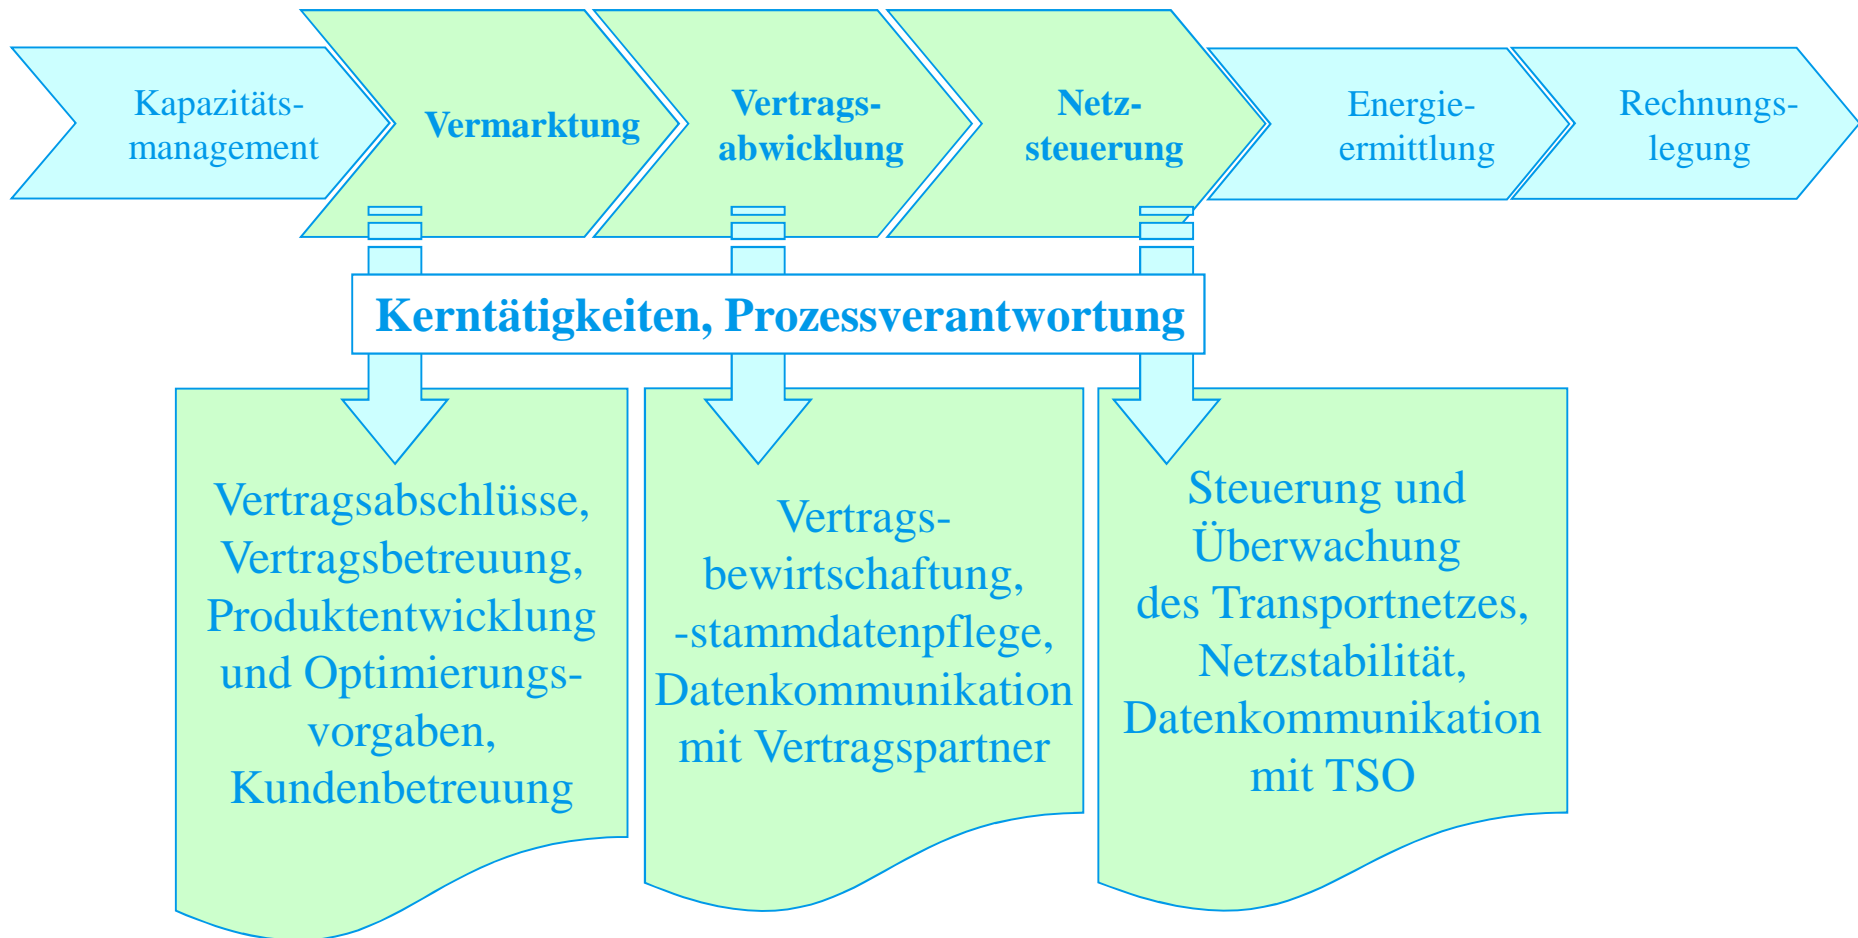 Kapazitäts-
management
Vermarktung
Vertrags-
abwicklung
Netz-
steuerung
Energie-
ermittlung
Rechnungs-
legung
Kerntätigkeiten, Prozessverantwortung
Vertragsabschlüsse,
Vertragsbetreuung,
Produktentwicklung
und Optimierungs-
vorgaben,
Kundenbetreuung
Vertrags-
bewirtschaftung,
-stammdatenpflege,
Datenkommunikation
mit Vertragspartner
Steuerung und
Überwachung
des Transportnetzes,
Netzstabilität,
Datenkommunikation
mit TSO